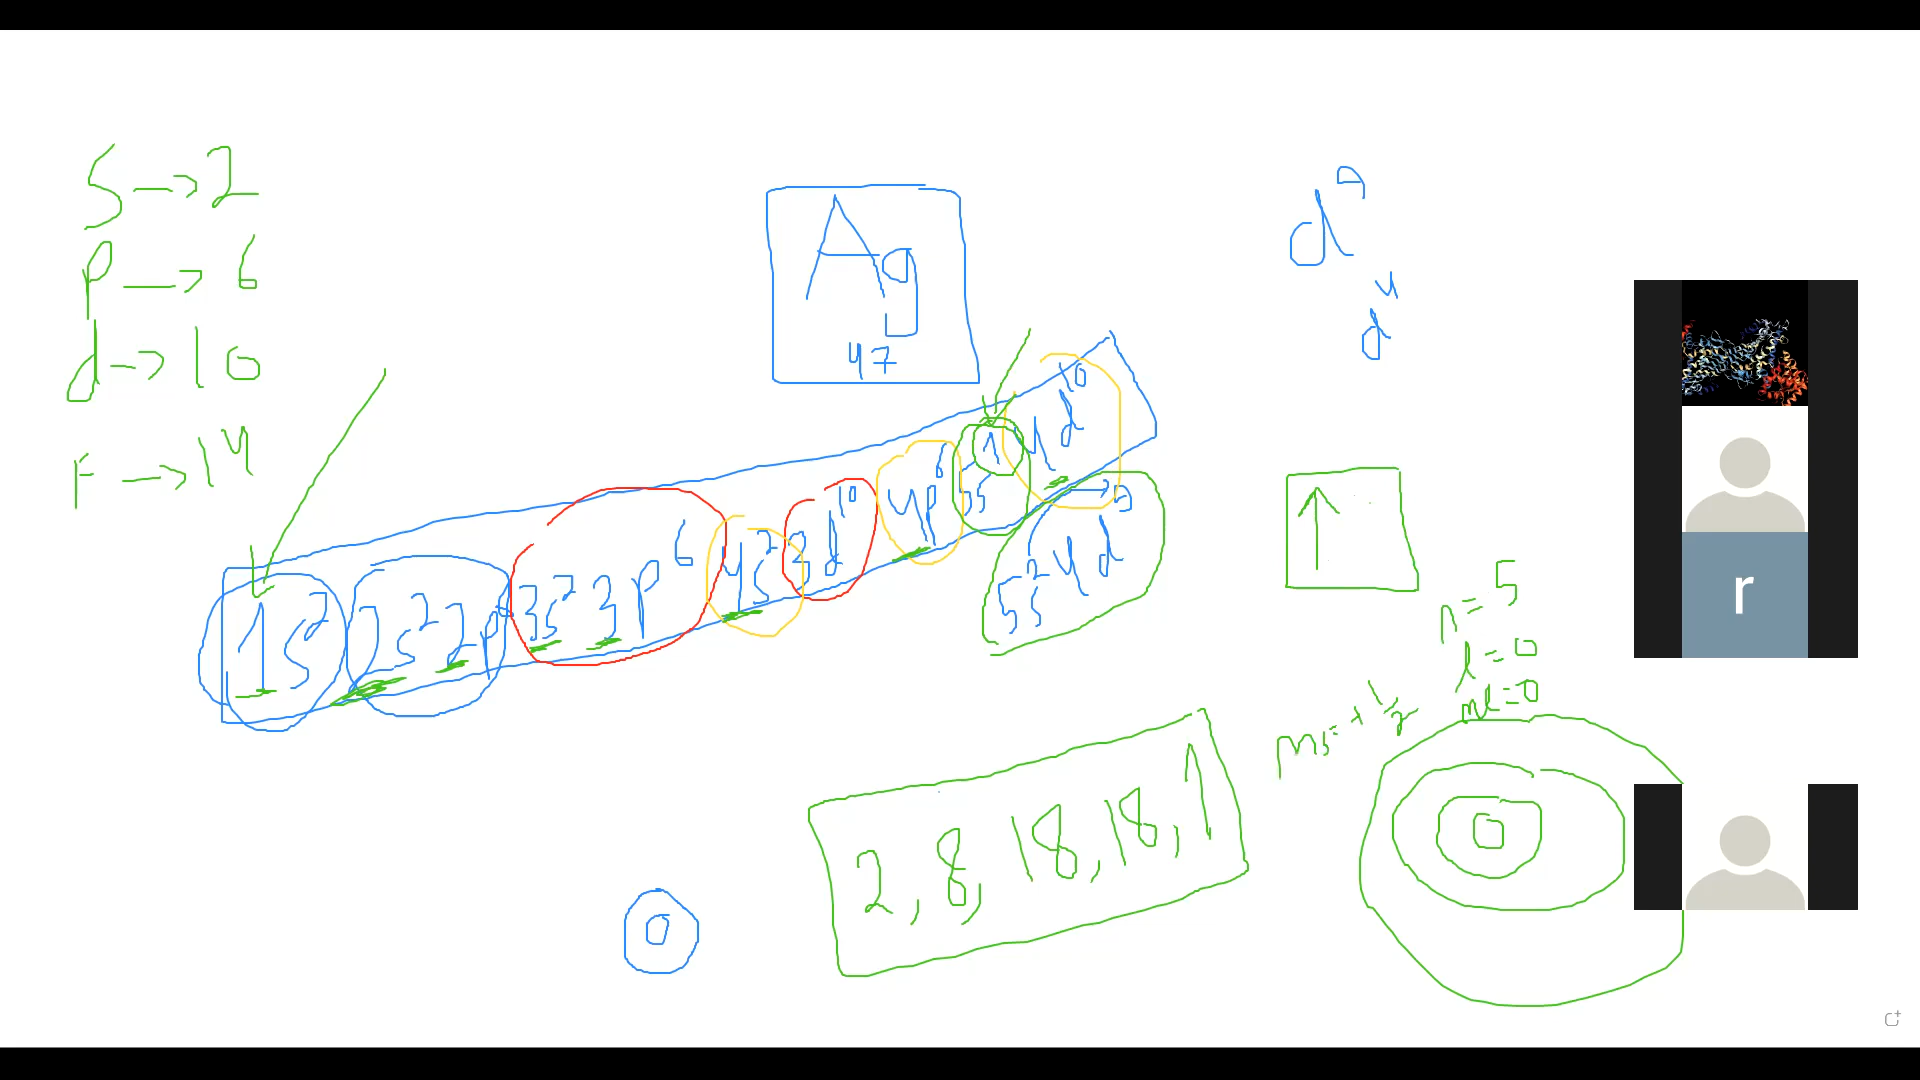 S → 2
p → 6
d → 10
F → 14
Ag
47
d⁹
d⁴
1s² 2s² 2p⁶ 3s² 3p⁶ 4s² 3d¹⁰ 4p⁶ 5s¹ 4d¹⁰
5s² 4d⁹
n = 5
l = 0
ml = 0
ms = + 1/2
2, 8, 18, 18, 1
r